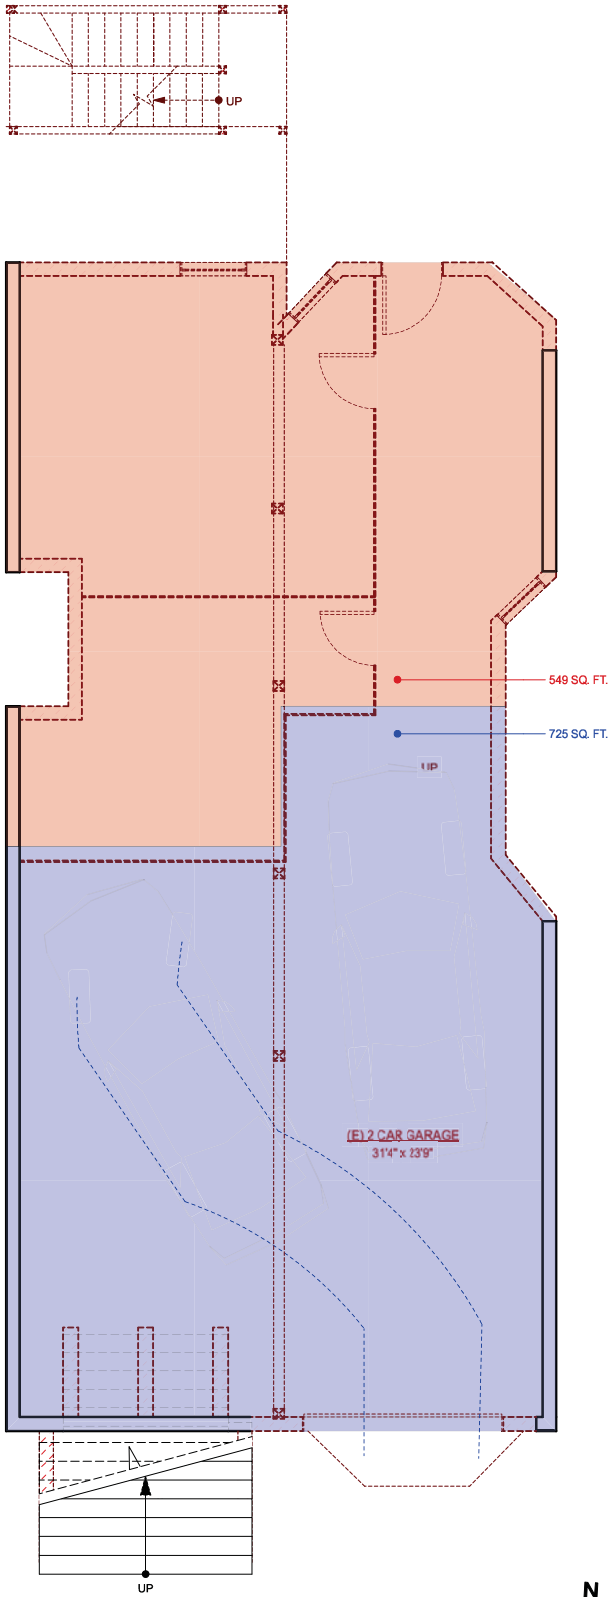 UP
549 SQ. FT.
725 SQ. FT.
UP
(E) 2 CAR GARAGE
31'4" x 23'9"
UP
N